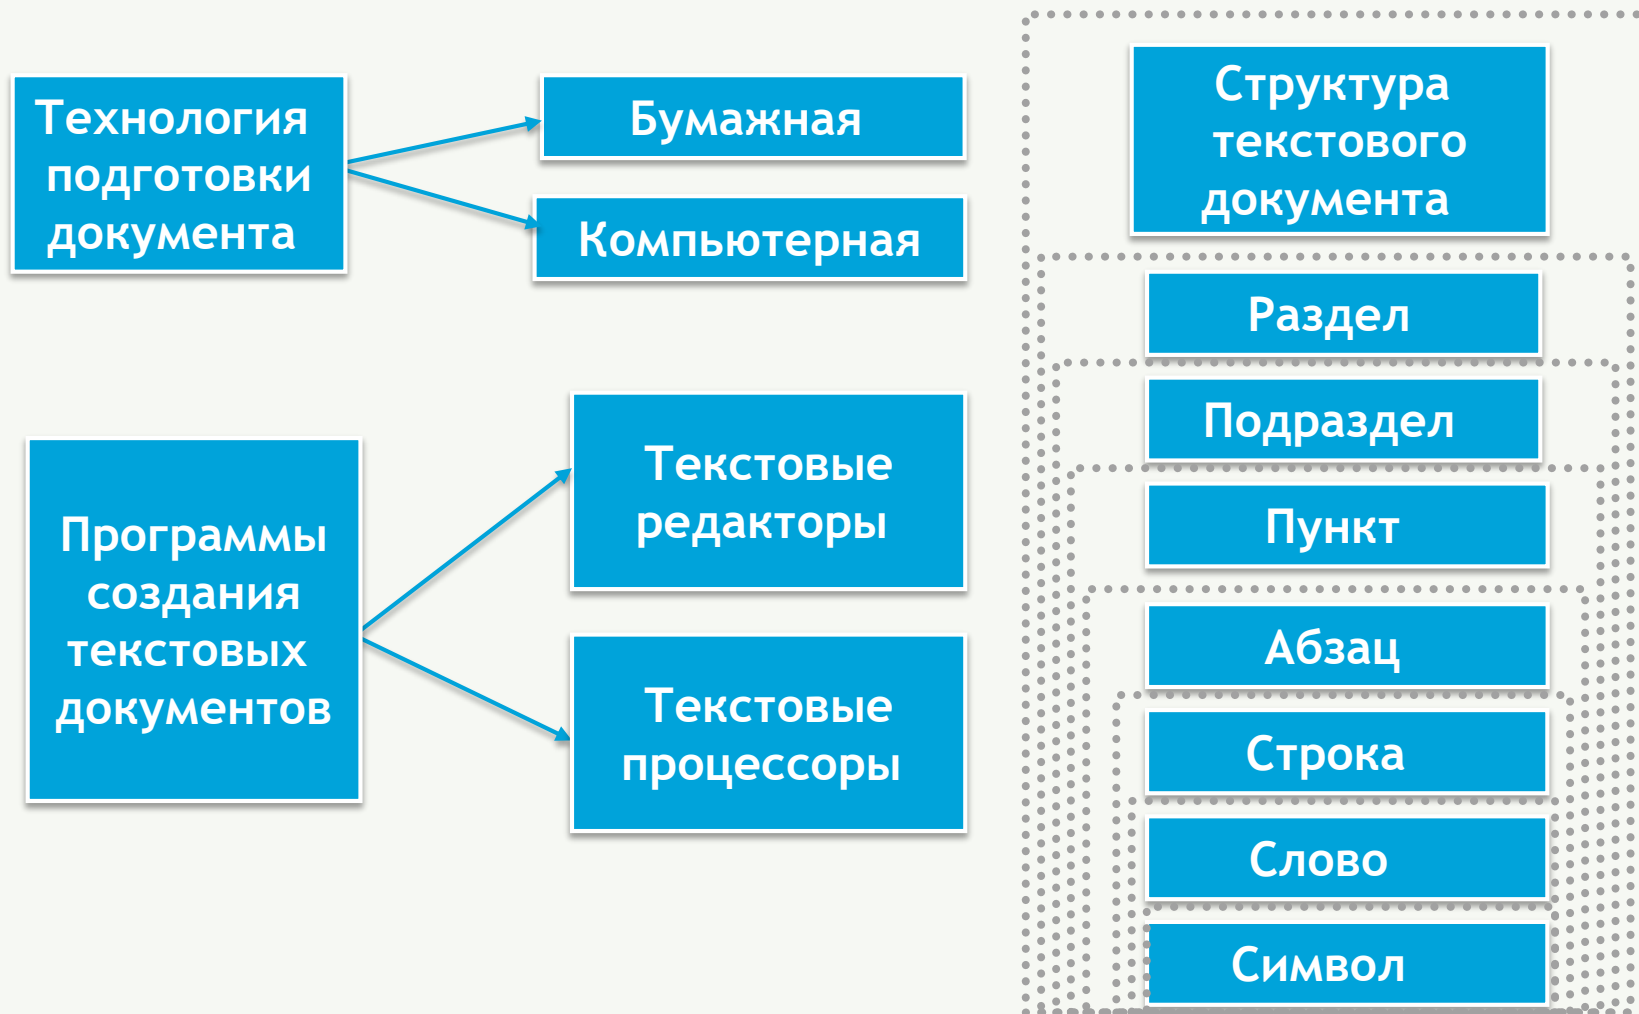 Технология
подготовки
документа
Бумажная
Компьютерная
Программы
создания
текстовых
документов
Текстовые
редакторы
Текстовые
процессоры
Структура
текстового
документа
Раздел
Подраздел
Пункт
Абзац
Строка
Слово
Символ